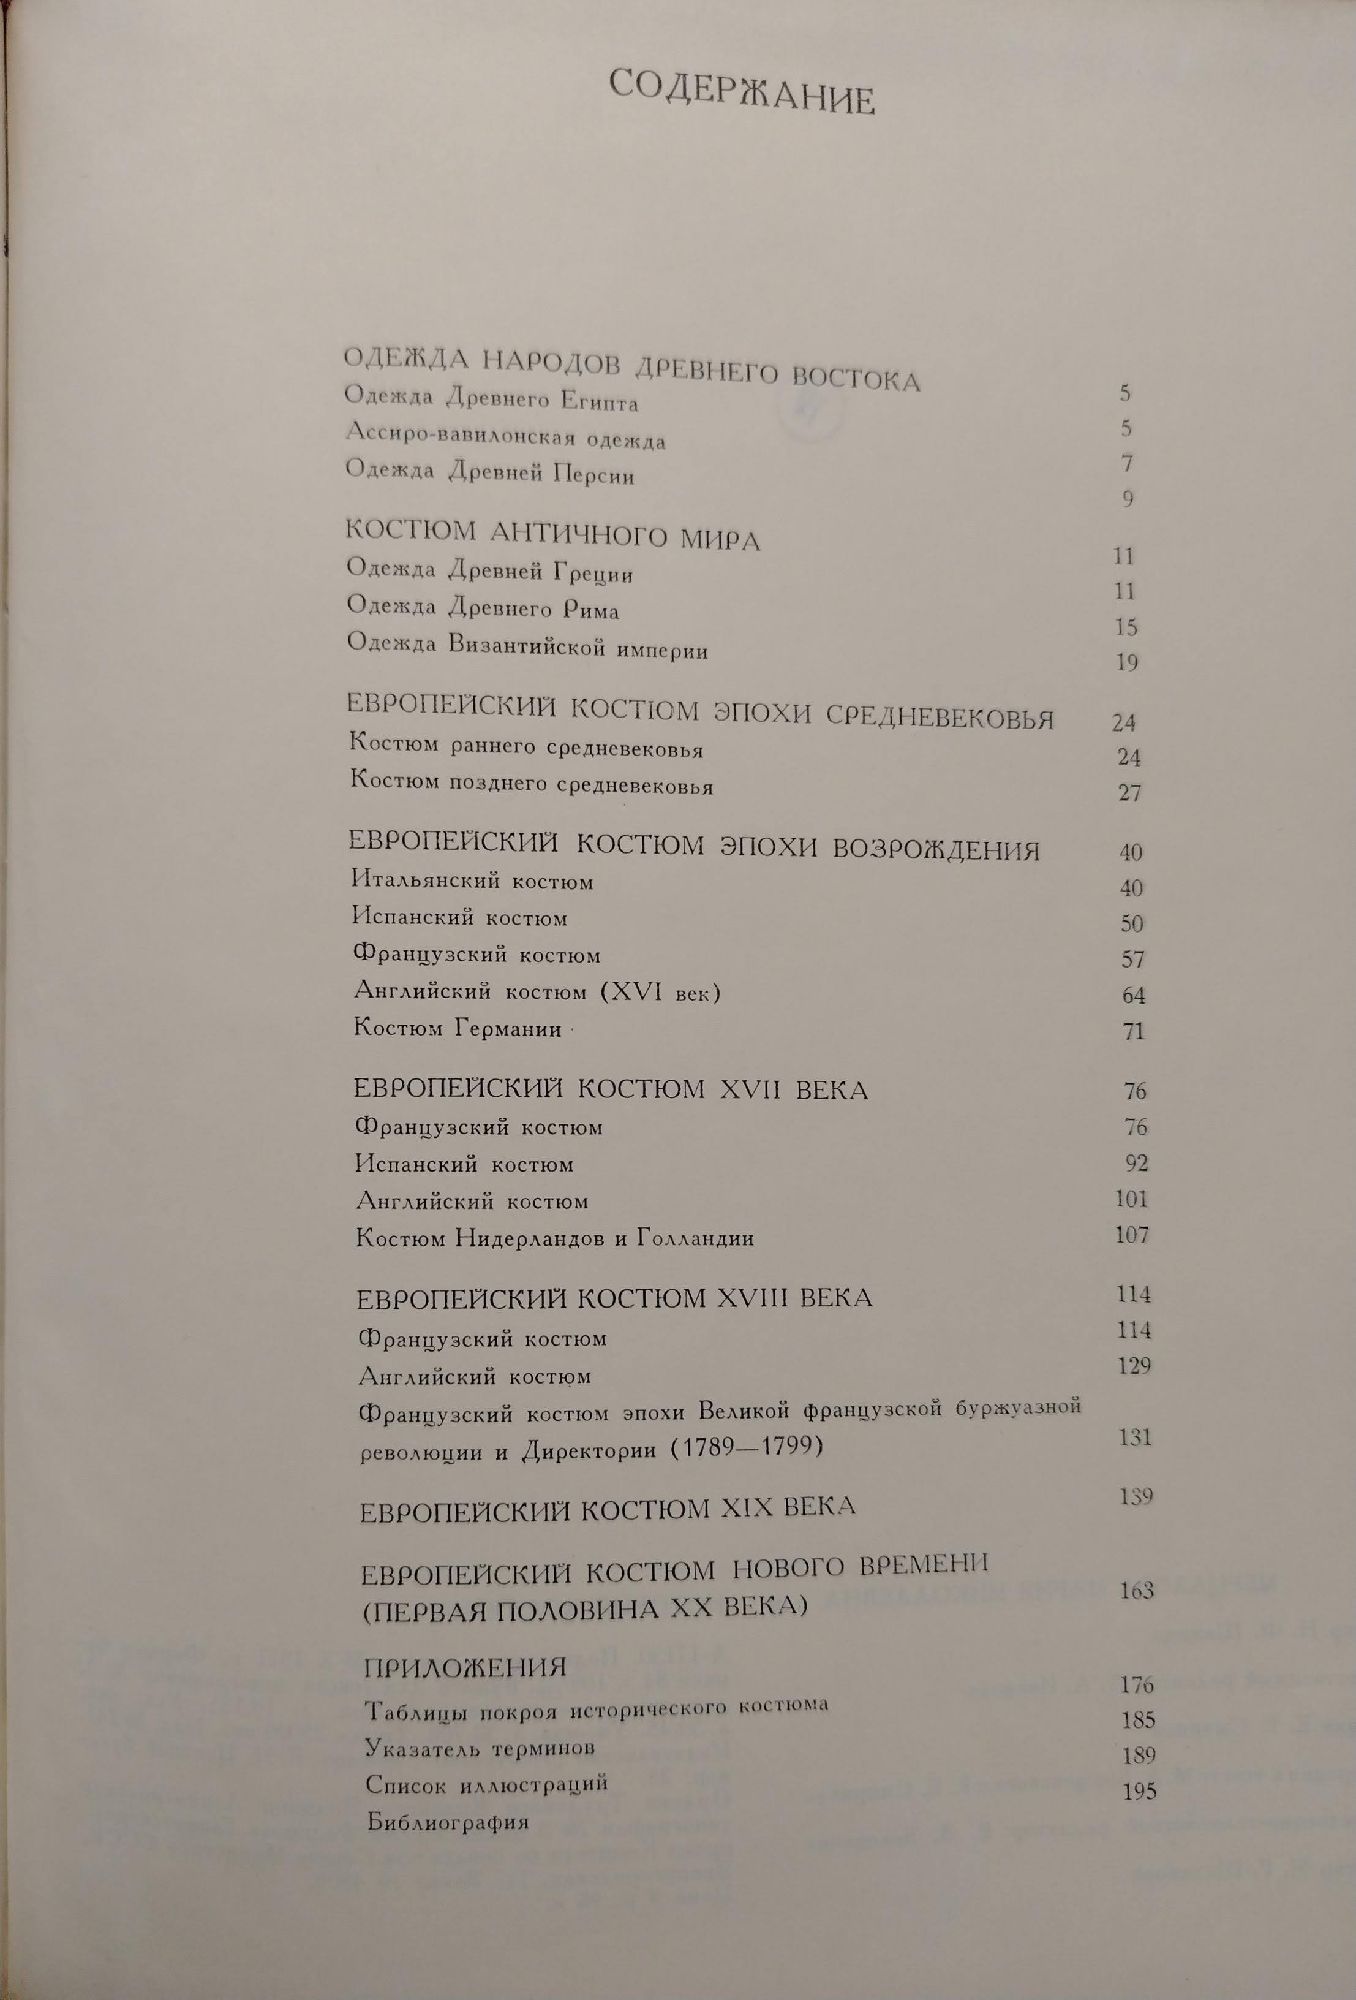 СОДЕРЖАНИЕ
ОДЕЖДА НАРОДОВ ДРЕВНЕГО ВОСТОКА 5
Одежда Древнего Египта 5
Ассиро-вавилонская одежда 7
Одежда Древней Персии 9
КОСТЮМ АНТИЧНОГО МИРА 11
Одежда Древней Греции 11
Одежда Древнего Рима 15
Одежда Византийской империи 19
ЕВРОПЕЙСКИЙ КОСТЮМ ЭПОХИ СРЕДНЕВЕКОВЬЯ 24
Костюм раннего средневековья 24
Костюм позднего средневековья 27
ЕВРОПЕЙСКИЙ КОСТЮМ ЭПОХИ ВОЗРОЖДЕНИЯ 40
Итальянский костюм 40
Испанский костюм 50
Французский костюм 57
Английский костюм (XVI век) 64
Костюм Германии 71
ЕВРОПЕЙСКИЙ КОСТЮМ XVII ВЕКА 76
Французский костюм 76
Испанский костюм 92
Английский костюм 101
Костюм Нидерландов и Голландии 107
ЕВРОПЕЙСКИЙ КОСТЮМ XVIII ВЕКА 114
Французский костюм 114
Английский костюм 129
Французский костюм эпохи Великой французской буржуазной
революции и Директории (1789—1799) 131
ЕВРОПЕЙСКИЙ КОСТЮМ XIX ВЕКА 139
ЕВРОПЕЙСКИЙ КОСТЮМ НОВОГО ВРЕМЕНИ
(ПЕРВАЯ ПОЛОВИНА XX ВЕКА) 163
ПРИЛОЖЕНИЯ
Таблицы покроя исторического костюма 176
Указатель терминов 185
Список иллюстраций 189
Библиография 195